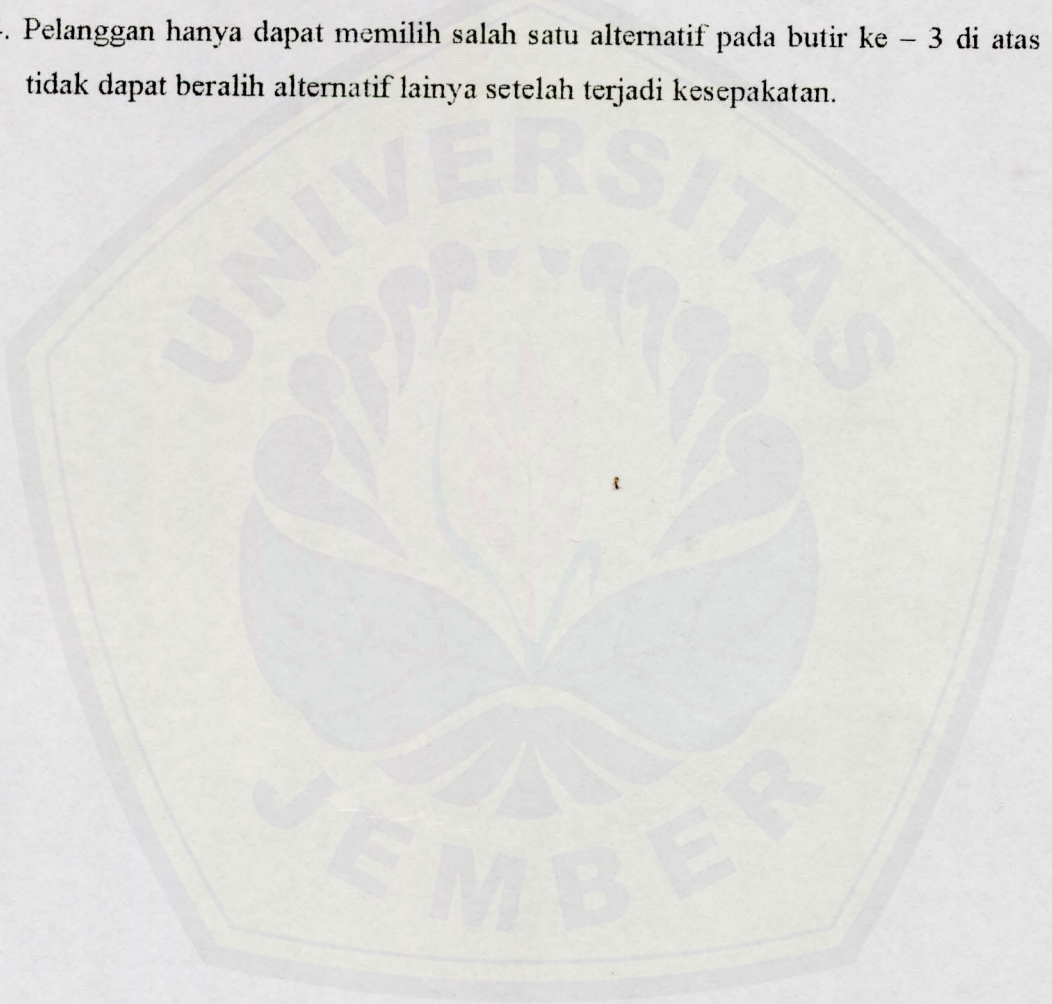 . Pelanggan hanya dapat memilih salah satu alternatif pada butir ke – 3 di atas
tidak dapat beralih alternatif lainya setelah terjadi kesepakatan.
UNIVERSITAS
JEMBER